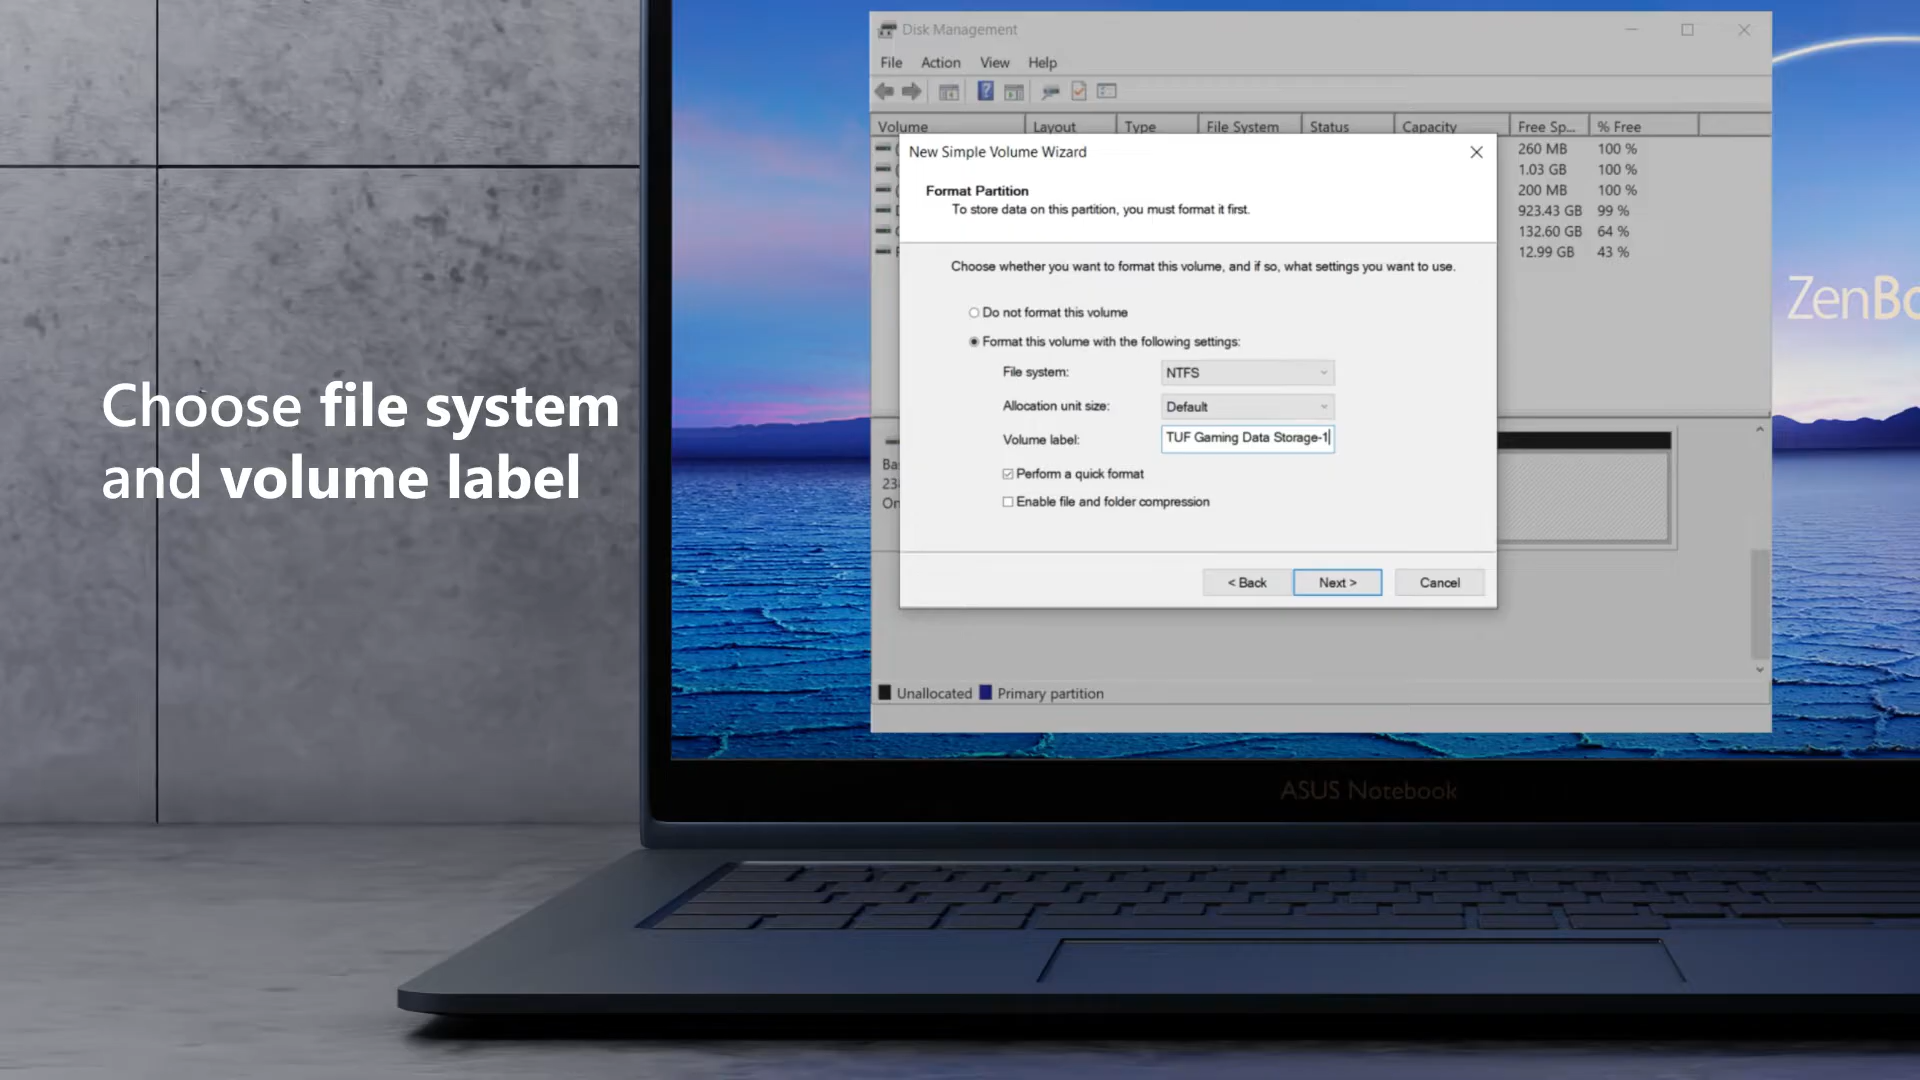 Choose file system
and volume label
Disk Management
File Action View Help
Volume Layout Type File System Status Capacity Free Sp... % Free
260 MB 100 %
1.03 GB 100 %
200 MB 100 %
923.43 GB 99 %
132.60 GB 64 %
12.99 GB 43 %
New Simple Volume Wizard
Format Partition
To store data on this partition, you must format it first.
Choose whether you want to format this volume, and if so, what settings you want to use.
Do not format this volume
Format this volume with the following settings:
File system: NTFS
Allocation unit size: Default
Volume label: TUF Gaming Data Storage-1
Perform a quick format
Enable file and folder compression
< Back Next > Cancel
Unallocated Primary partition
ASUS Notebook